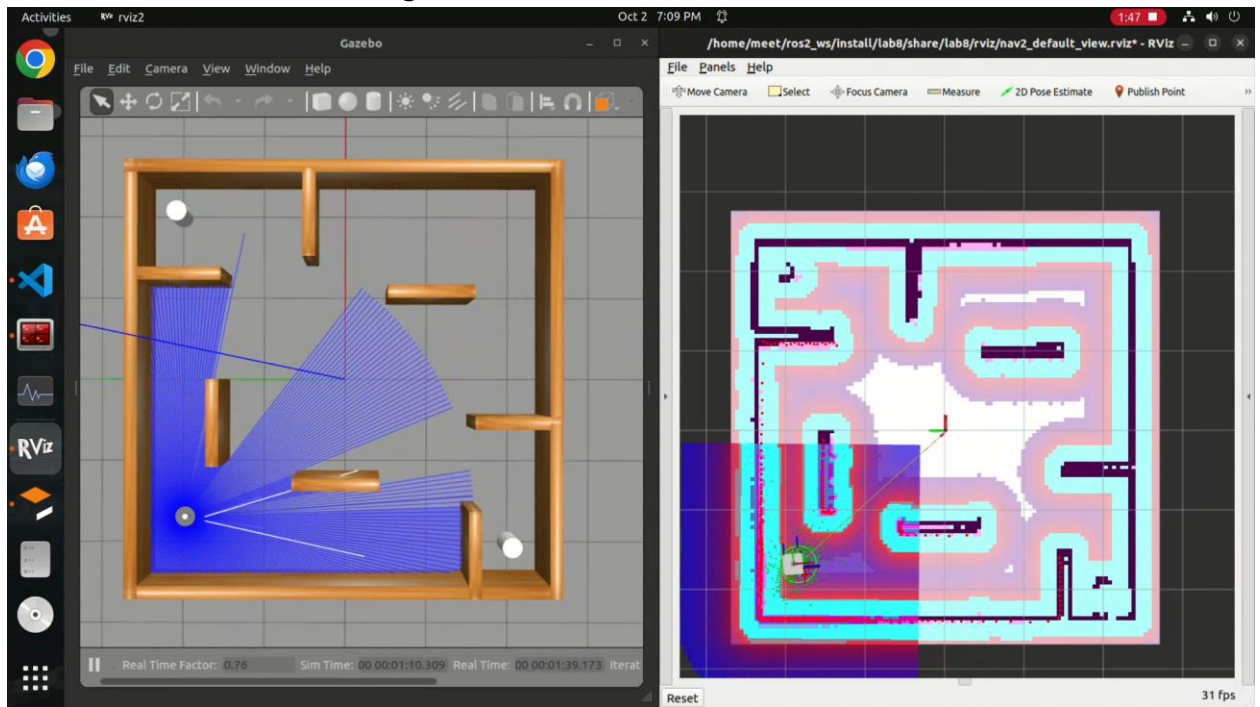 Activities
RViz rviz2
Oct 2 7:09 PM
1:47
Gazebo
File Edit Camera View Window Help
Real Time Factor: 0.76 Sim Time: 00 00:01:10.309 Real Time: 00 00:01:39.173 Iterat
/home/meet/ros2_ws/install/lab8/share/lab8/rviz/nav2_default_view.rviz* - RViz
File Panels Help
Move Camera Select Focus Camera Measure 2D Pose Estimate Publish Point
Reset
31 fps
RViz